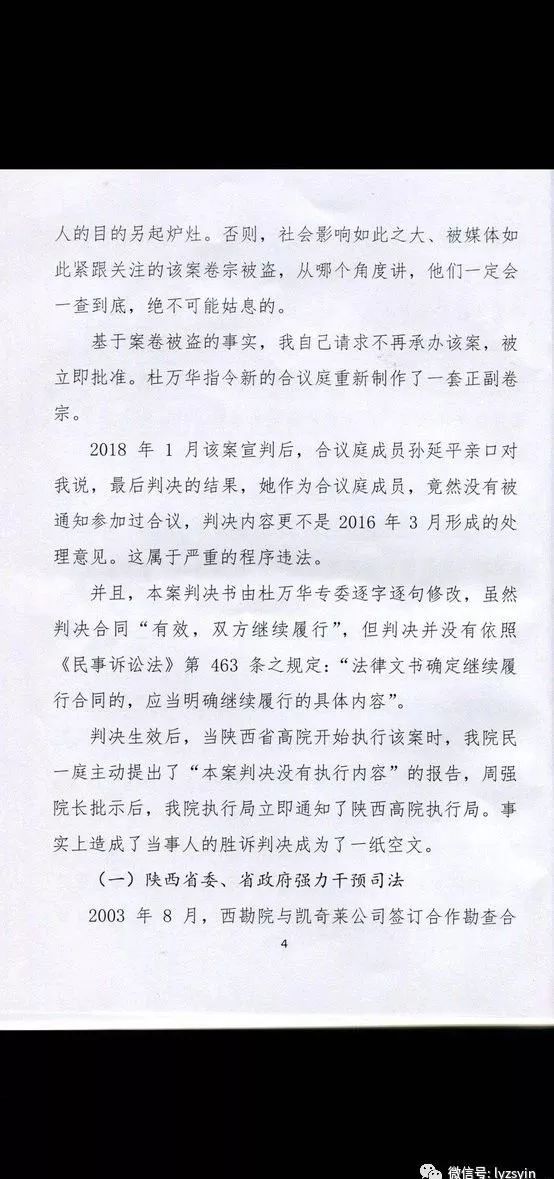 人的目的另起炉灶。否则，社会影响如此之大、被媒体如
此紧跟关注的该案卷宗被盗，从哪个角度讲，他们一定会
一查到底，绝不可能姑息的。
基于案卷被盗的事实，我自己请求不再承办该案，被
立即批准。杜万华指令新的合议庭重新制作了一套正副卷
宗。
2018 年 1 月该案宣判后，合议庭成员孙延平亲口对
我说，最后判决的结果，她作为合议庭成员，竟然没有被
通知参加过合议，判决内容更不是 2016 年 3 月形成的处
理意见。这属于严重的程序违法。
并且，本案判决书由杜万华专委逐字逐句修改，虽然
判决合同“有效，双方继续履行”，但判决并没有依照
《民事诉讼法》第 463 条之规定：“法律文书确定继续履
行合同的，应当明确继续履行的具体内容”。
判决生效后，当陕西省高院开始执行该案时，我院民
一庭主动提出了“本案判决没有执行内容”的报告，周强
院长批示后，我院执行局立即通知了陕西高院执行局。事
实上造成了当事人的胜诉判决成为了一纸空文。
（一）陕西省委、省政府强力干预司法
2003 年 8 月，西勘院与凯奇莱公司签订合作勘查合
4
微信号: lyzsyin